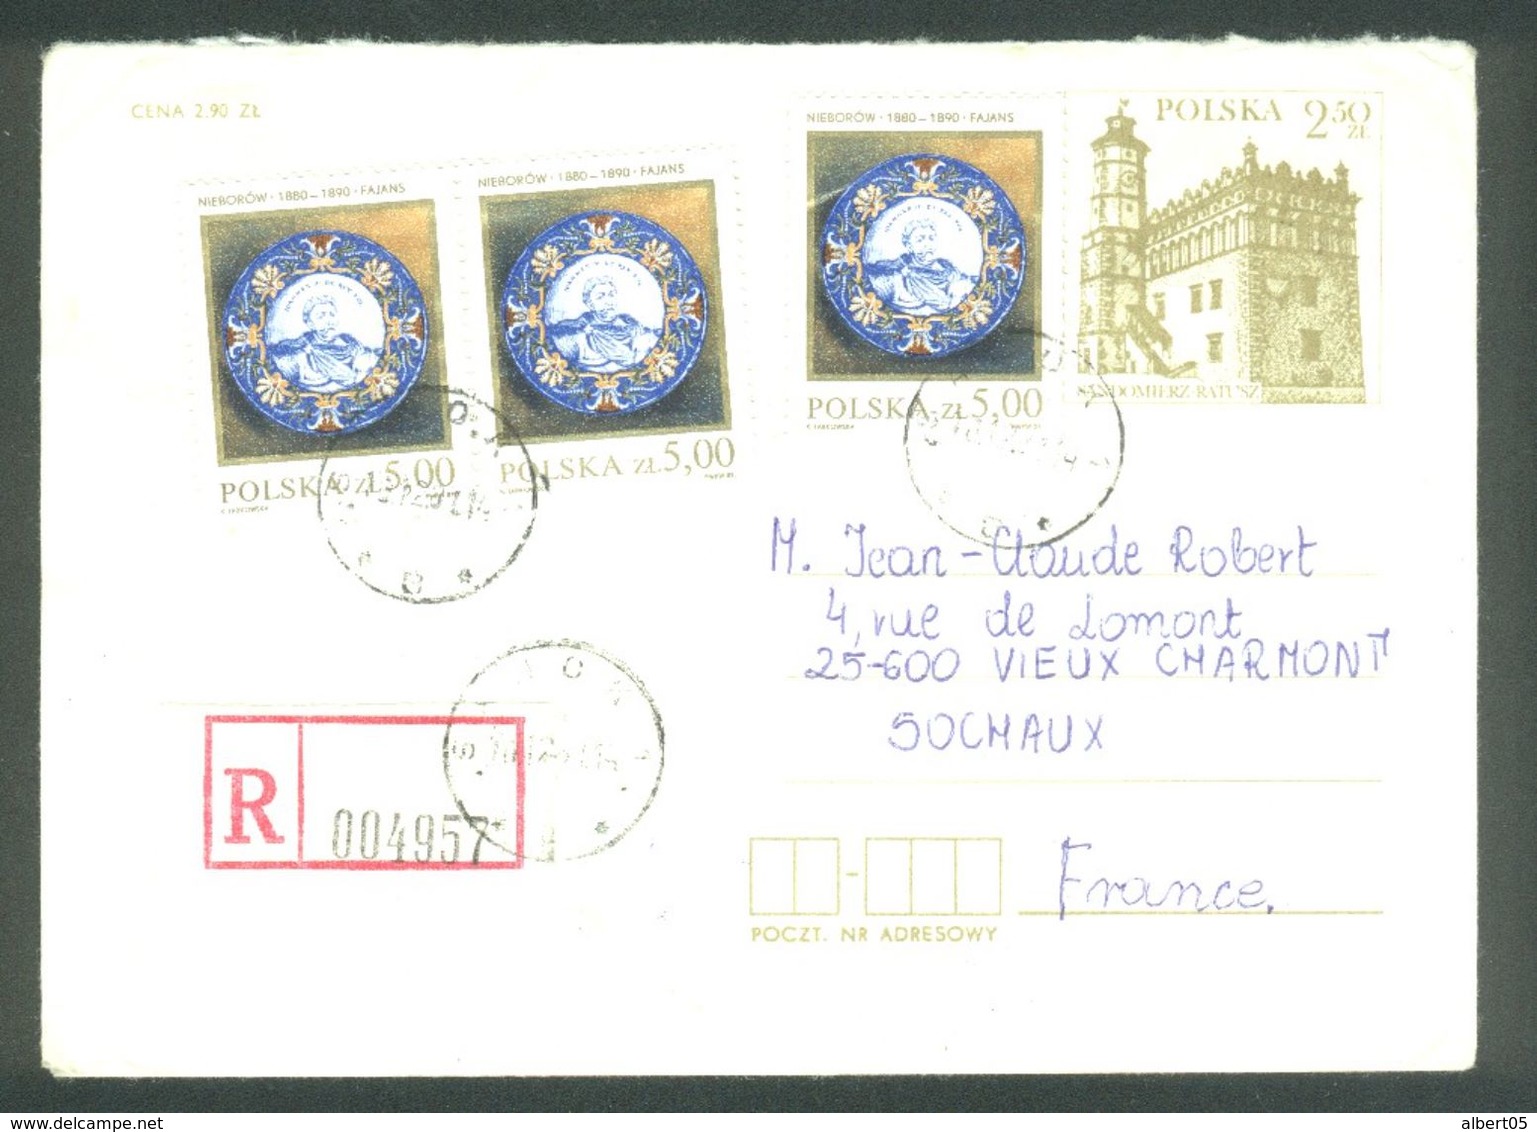 CENA 2.90 ZŁ
NIEBORÓW · 1880–1890 · FAJANS
POLSKA ZŁ 5,00
NIEBORÓW · 1880–1890 · FAJANS
POLSKA ZŁ 5,00
NIEBORÓW · 1880–1890 · FAJANS
POLSKA ZŁ 5,00
POLSKA 2 50 ZŁ
SANDOMIERZ-RATUSZ
M. Jean-Claude Robert
4, rue de Lomont
25-600 VIEUX CHARMONT
SOCHAUX
France.
R 004957
POCZT. NR ADRESOWY
albert05